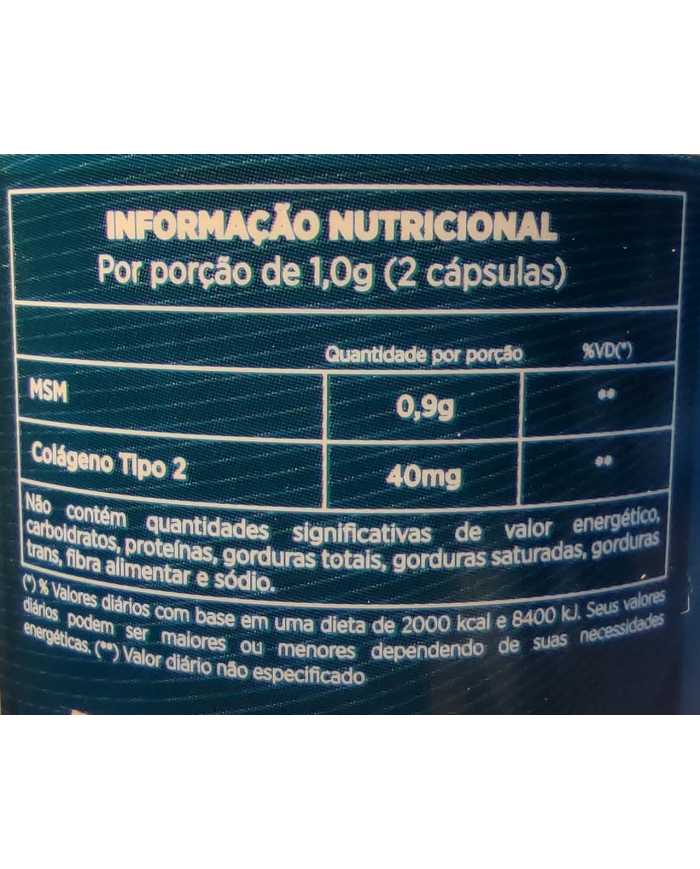 INFORMAÇÃO NUTRICIONAL
Por porção de 1,0g (2 cápsulas)
Quantidade por porção %VD(*)
MSM 0,9g **
Colágeno Tipo 2 40mg **
Não contém quantidades significativas de valor energético,
carboidratos, proteínas, gorduras totais, gorduras saturadas, gorduras
trans, fibra alimentar e sódio.
(*) % Valores diários com base em uma dieta de 2000 kcal e 8400 kJ. Seus valores
diários podem ser maiores ou menores dependendo de suas necessidades
energéticas. (**) Valor diário não especificado